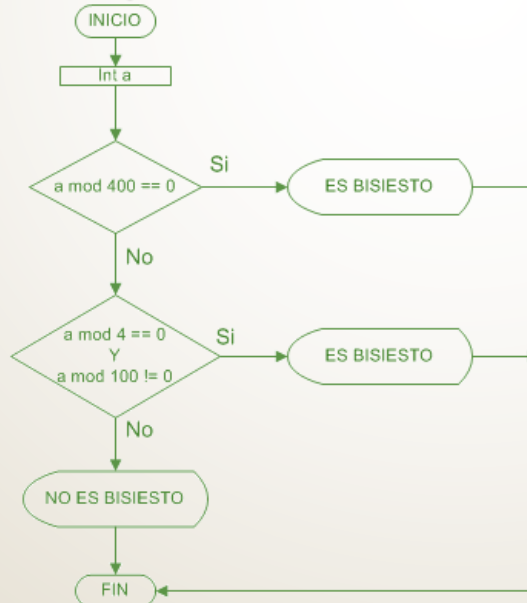 INICIO
Int a
a mod 400 == 0
Si
ES BISIESTO
No
a mod 4 == 0
Y
a mod 100 != 0
Si
ES BISIESTO
No
NO ES BISIESTO
FIN